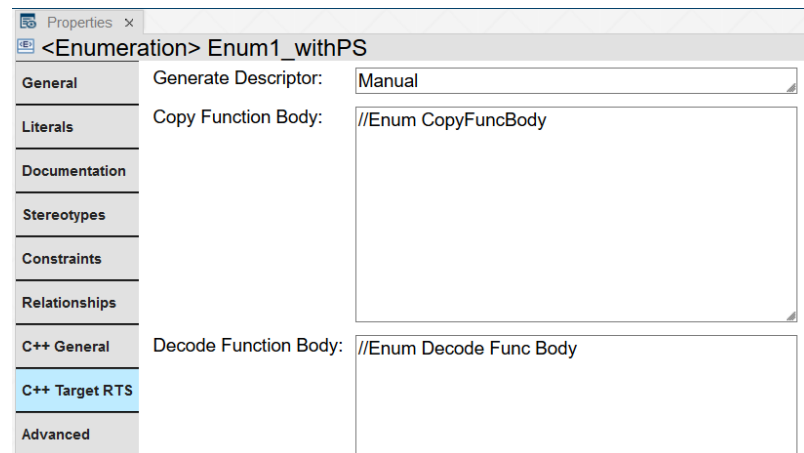 Properties ×
<Enumeration> Enum1_withPS
General
Literals
Documentation
Stereotypes
Constraints
Relationships
C++ General
C++ Target RTS
Advanced
Generate Descriptor: Manual
Copy Function Body: //Enum CopyFuncBody
Decode Function Body: //Enum Decode Func Body